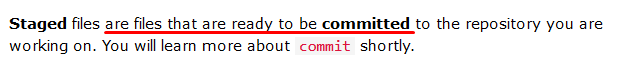 Staged files are files that are ready to be committed to the repository you are
working on. You will learn more about commit shortly.